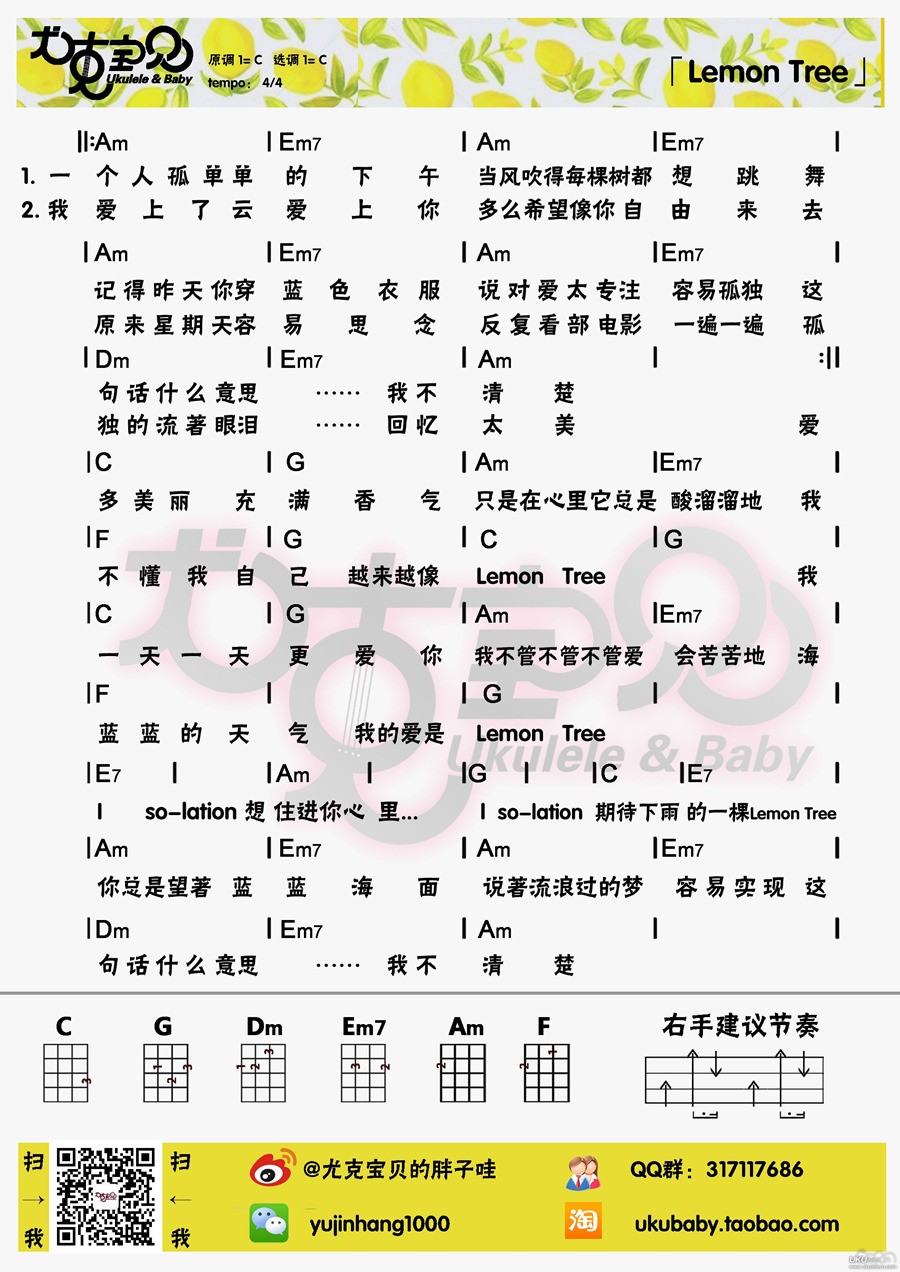 尤克宝贝
Ukulele & Baby
原调 1= C 选调 1= C
tempo： 4/4
「Lemon Tree」
‖:Am | Em7 | Am | Em7 |
1. 一 个 人 孤 单 单 的 下 午 当风吹得每棵树都 想 跳 舞
2. 我 爱 上 了 云 爱 上 你 多么希望像你自 由 来 去
| Am | Em7 | Am | Em7 |
记 得 昨 天 你穿 蓝 色 衣 服 说 对 爱 太 专注 容易孤独 这
原 来 星 期 天容 易 思 念 反 复 看 部 电影 一遍一遍 孤
| Dm | Em7 | Am | :‖
句 话 什 么 意思 …… 我 不 清 楚
独 的 流 著 眼泪 …… 回 忆 太 美 爱
| C | G | Am | Em7 |
多 美 丽 充 满 香 气 只是在心里它总是 酸溜溜地 我
| F | G | C | G |
不 懂 我 自 己 越来越像 Lemon Tree 我
| C | G | Am | Em7 |
一 天 一 天 更 爱 你 我不管不管不管爱 会苦苦地 海
| F | | G | |
蓝 蓝 的 天 气 我的爱是 Lemon Tree
| E7 | | Am | | G | | C | E7 |
I so-lation 想 住进你心 里... I so-lation 期待下雨 的一棵Lemon Tree
| Am | Em7 | Am | Em7 |
你总是望著 蓝 蓝 海 面 说著流浪过的梦 容 易 实 现 这
| Dm | Em7 | Am | |
句 话 什 么 意思 …… 我 不 清 楚
C G Dm Em7 Am F 右手建议节奏
3 1 2 3 1 2 3 3 2 2 2 1
扫 → 我
扫 ← 我
@尤克宝贝的胖子哇
QQ群：317117686
yujinhang1000
淘 ukubaby.taobao.com